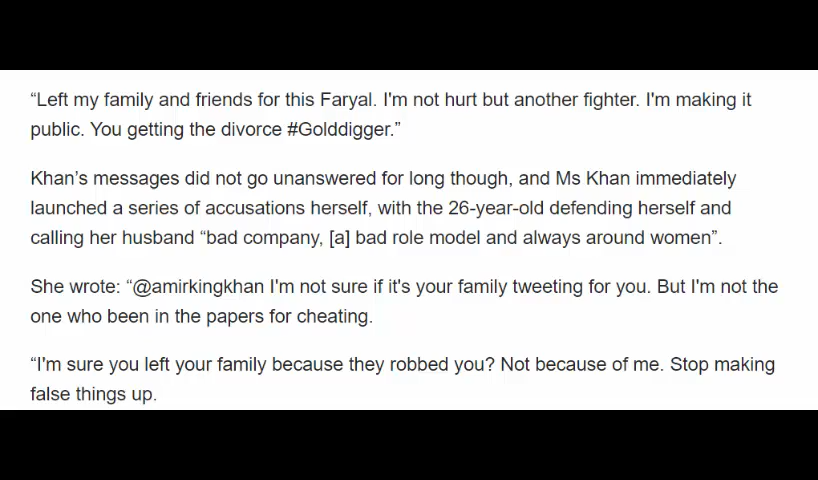 “Left my family and friends for this Faryal. I'm not hurt but another fighter. I'm making it
public. You getting the divorce #Golddigger.”
Khan’s messages did not go unanswered for long though, and Ms Khan immediately
launched a series of accusations herself, with the 26-year-old defending herself and
calling her husband “bad company, [a] bad role model and always around women”.
She wrote: “@amirkingkhan I'm not sure if it's your family tweeting for you. But I'm not the
one who been in the papers for cheating.
“I'm sure you left your family because they robbed you? Not because of me. Stop making
false things up.